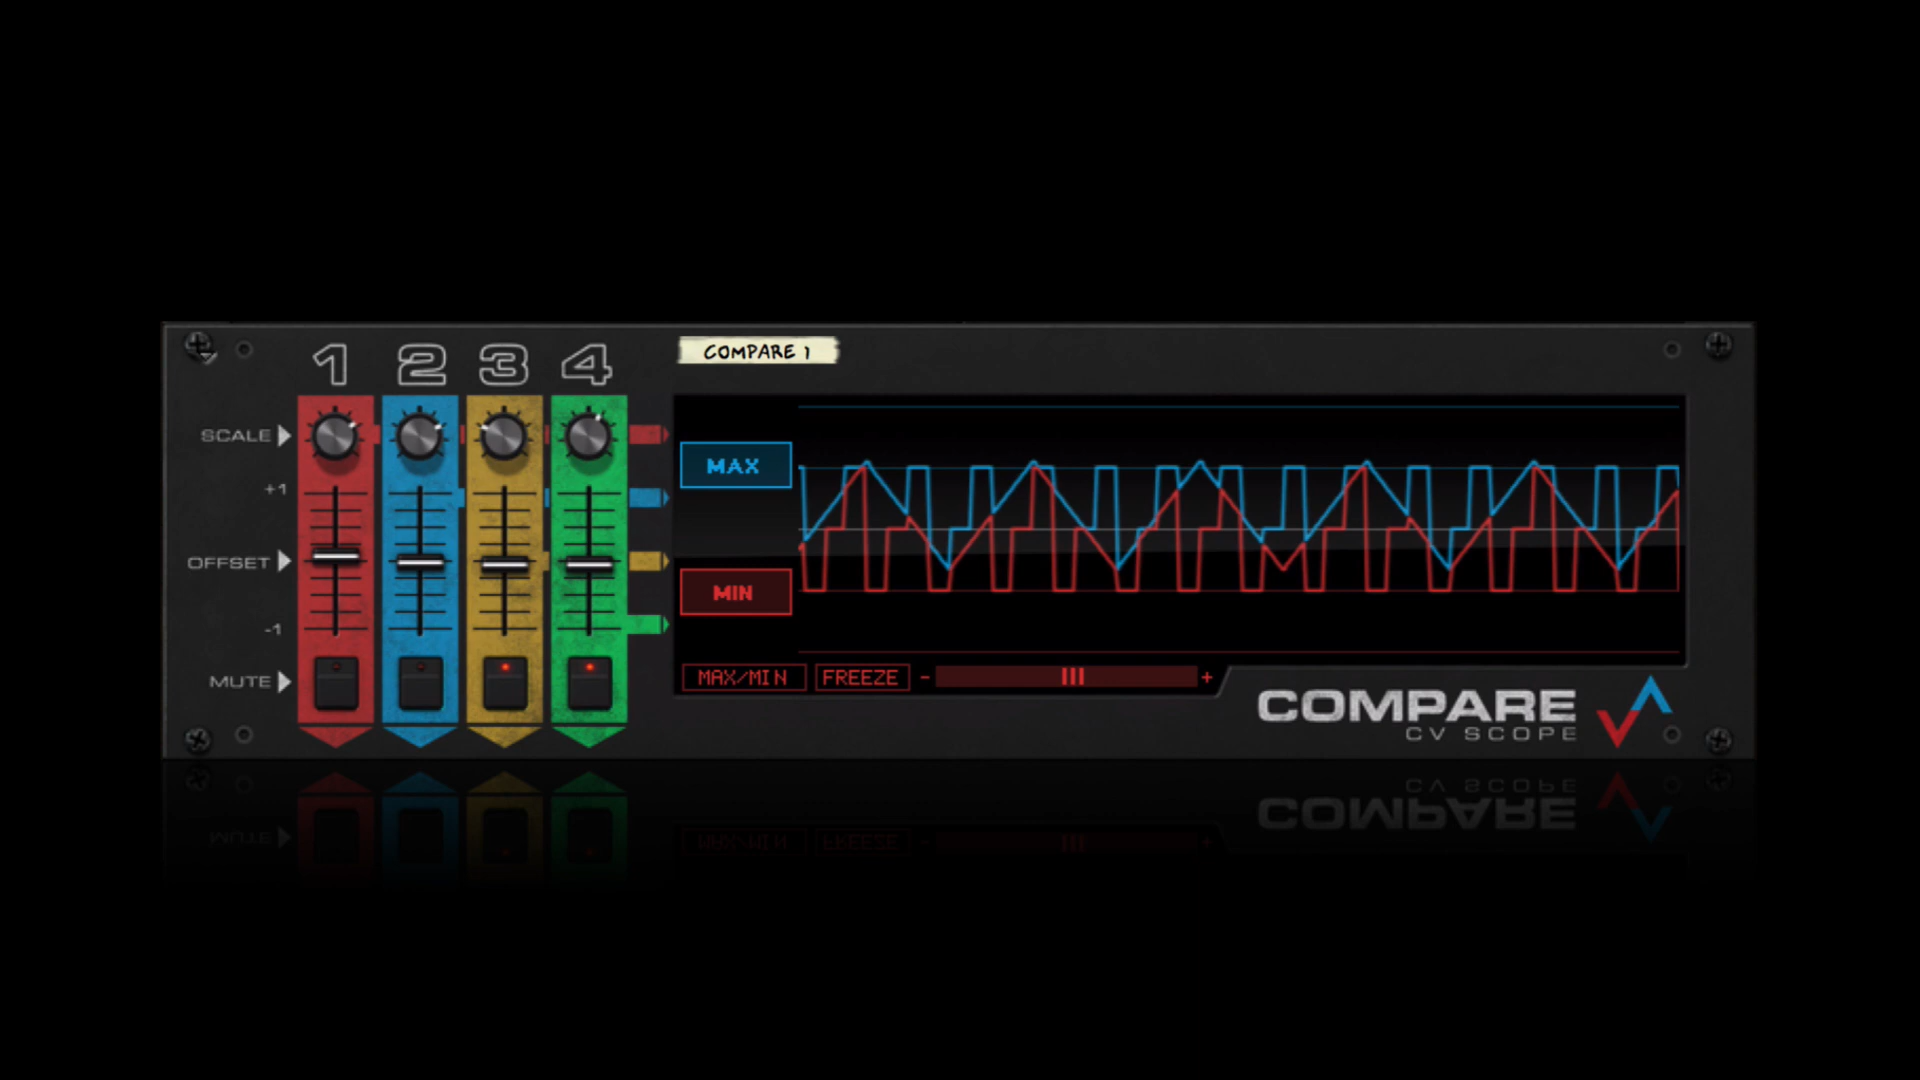 1 2 3 4
COMPARE 1
SCALE
+1
OFFSET
-1
MUTE
MAX
MIN
MAX/MIN FREEZE - +
COMPARE
CV SCOPE